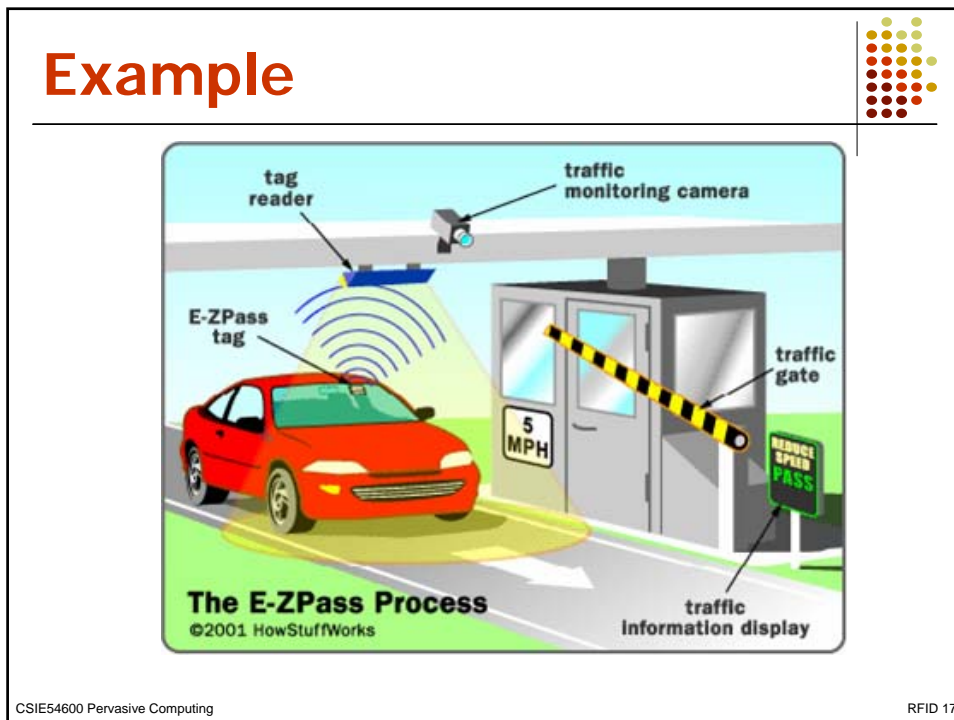 Example
tag
reader
traffic
monitoring camera
E-ZPass
tag
traffic
gate
5
MPH
REDUCE
SPEED
PASS
The E-ZPass Process
©2001 HowStuffWorks
traffic
information display
CSIE54600 Pervasive Computing
RFID 17